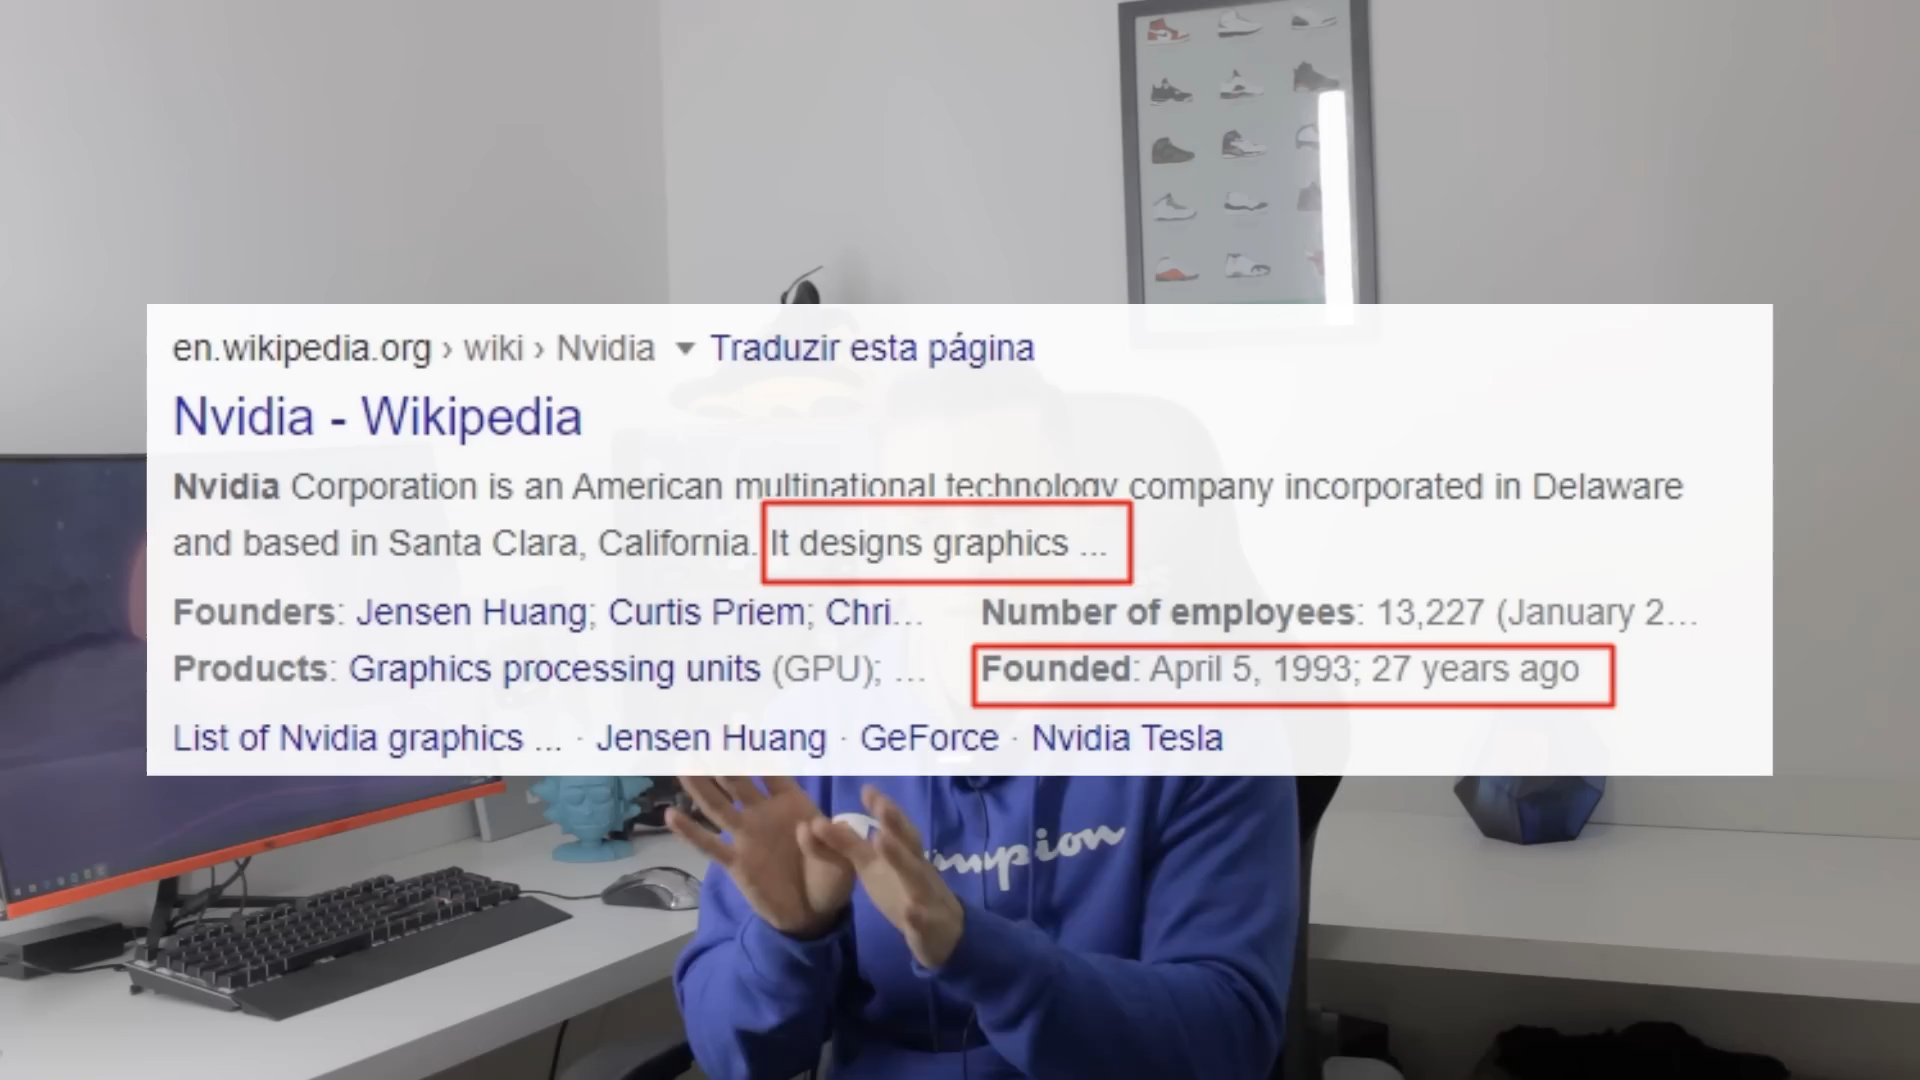 en.wikipedia.org › wiki › Nvidia ▼ Traduzir esta página
Nvidia - Wikipedia
Nvidia Corporation is an American multinational technology company incorporated in Delaware
and based in Santa Clara, California. It designs graphics ...
Founders: Jensen Huang; Curtis Priem; Chri... Number of employees: 13,227 (January 2...
Products: Graphics processing units (GPU); ... Founded: April 5, 1993; 27 years ago
List of Nvidia graphics ... · Jensen Huang · GeForce · Nvidia Tesla
Champion